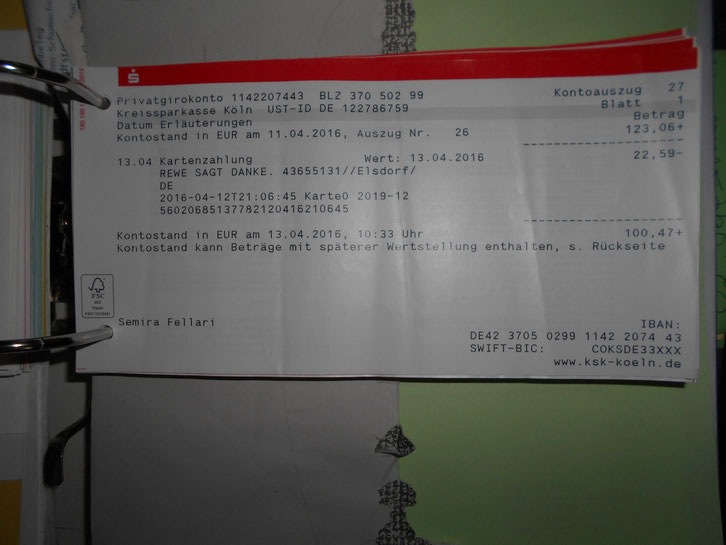 Privatgirokonto 1142207443 BLZ 370 502 99 Kontoauszug 27
Kreissparkasse Köln UST-ID DE 122786759 Blatt 1
Datum Erläuterungen Betrag
Kontostand in EUR am 11.04.2016, Auszug Nr. 26 123,06+
13.04 Kartenzahlung Wert: 13.04.2016 22,59-
REWE SAGT DANKE. 43655131//Elsdorf/
DE
2016-04-12T21:06:45 Karte0 2019-12
56020685137782120416210645
Kontostand in EUR am 13.04.2016, 10:33 Uhr 100,47+
Kontostand kann Beträge mit späterer Wertstellung enthalten, s. Rückseite
FSC
Semira Fellari
IBAN:
DE42 3705 0299 1142 2074 43
SWIFT-BIC: COKSDE33XXX
www.ksk-koeln.de